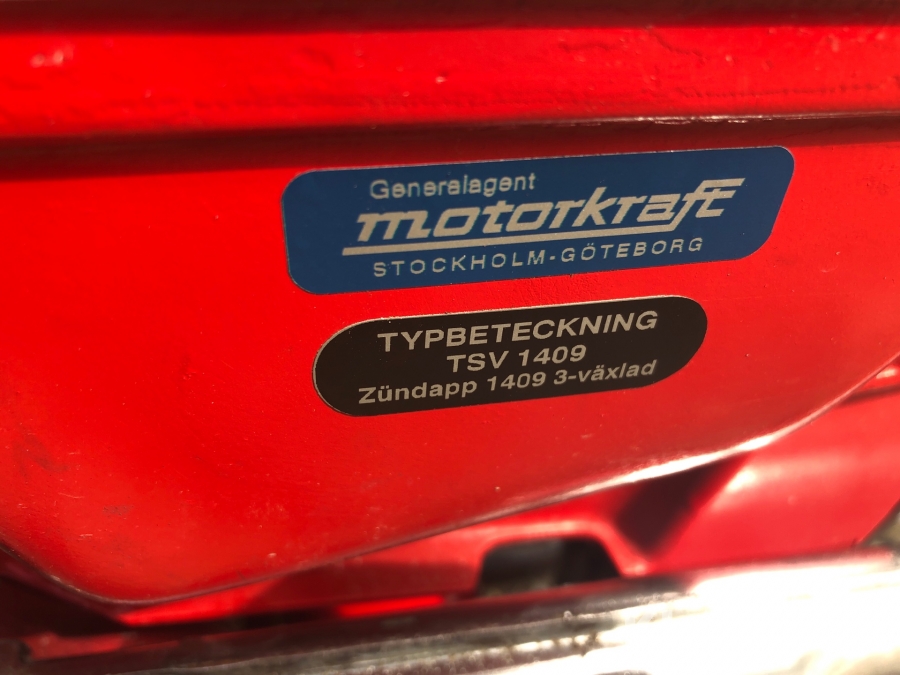 Generalagent
motorkraft
STOCKHOLM-GÖTEBORG
TYPBETECKNING
TSV 1409
Zündapp 1409 3-växlad